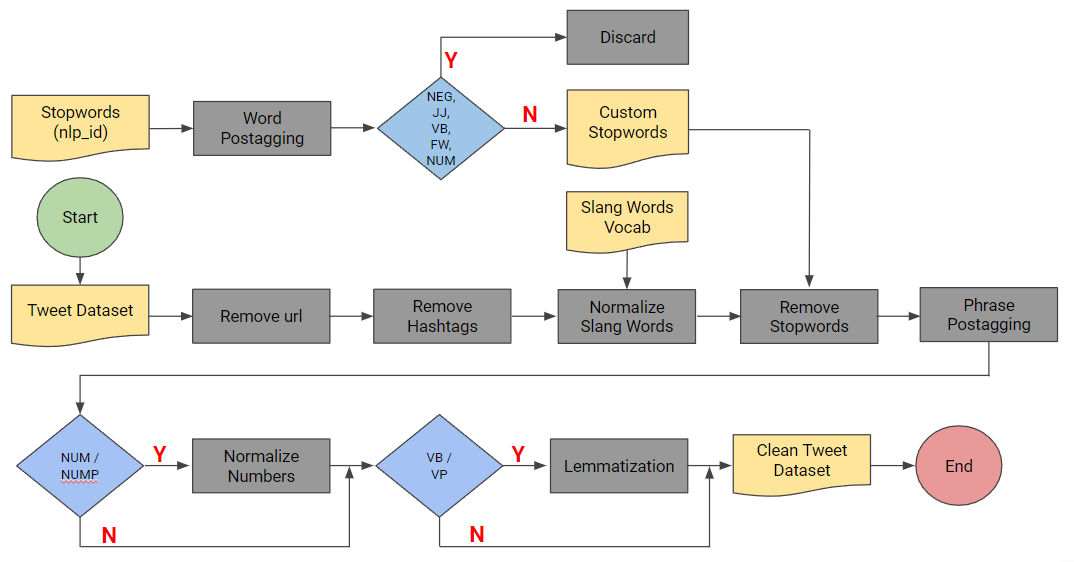 Discard
Y
Stopwords
(nlp_id)
Word
Postagging
NEG,
JJ,
VB,
FW,
NUM
N
Custom
Stopwords
Start
Slang Words
Vocab
Tweet Dataset
Remove url
Remove
Hashtags
Normalize
Slang Words
Remove
Stopwords
Phrase
Postagging
NUM /
NUMP
Y
Normalize
Numbers
VB /
VP
Y
Lemmatization
Clean Tweet
Dataset
End
N
N